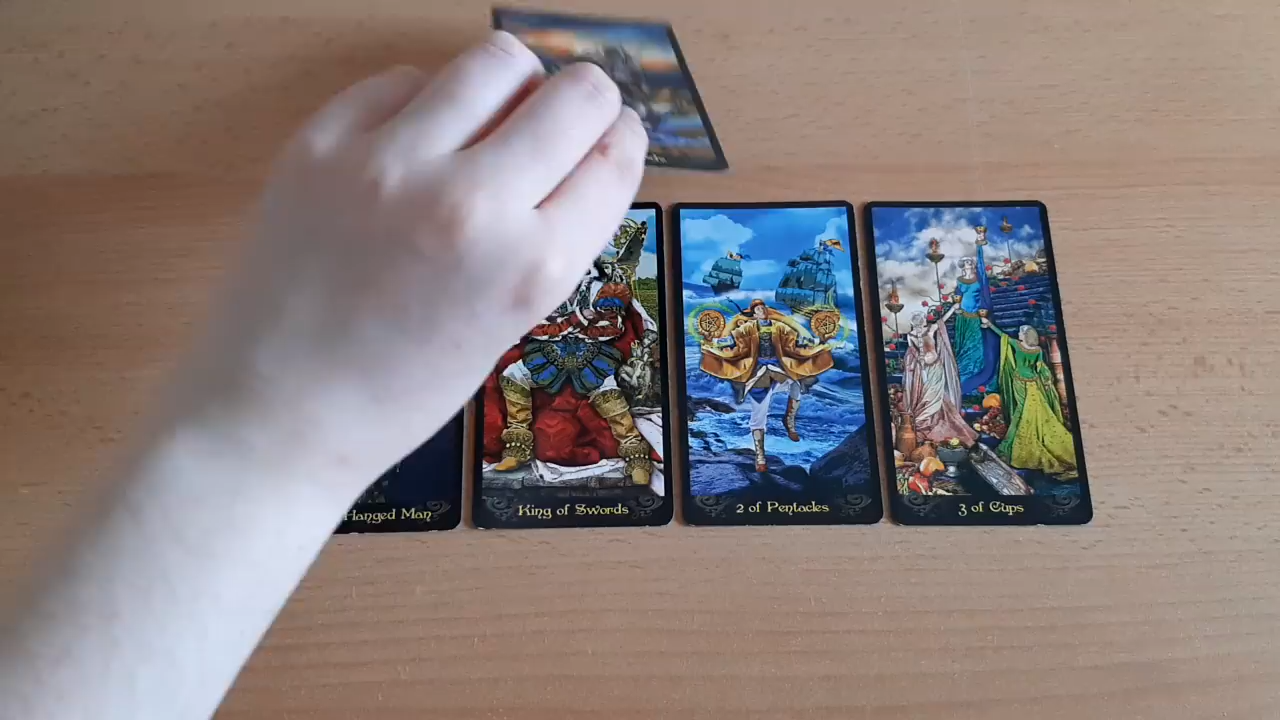 Hanged Man
King of Swords
2 of Pentacles
3 of Cups